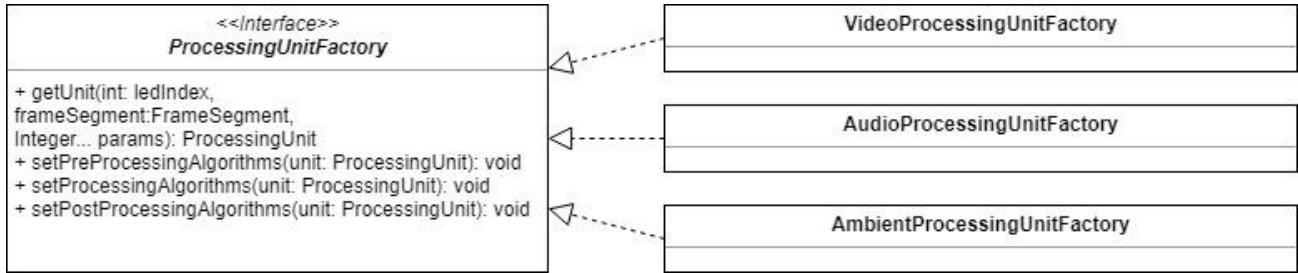 <<Interface>>
ProcessingUnitFactory
+ getUnit(int: ledIndex,
frameSegment:FrameSegment,
Integer... params): ProcessingUnit
+ setPreProcessingAlgorithms(unit: ProcessingUnit): void
+ setProcessingAlgorithms(unit: ProcessingUnit): void
+ setPostProcessingAlgorithms(unit: ProcessingUnit): void
VideoProcessingUnitFactory
AudioProcessingUnitFactory
AmbientProcessingUnitFactory